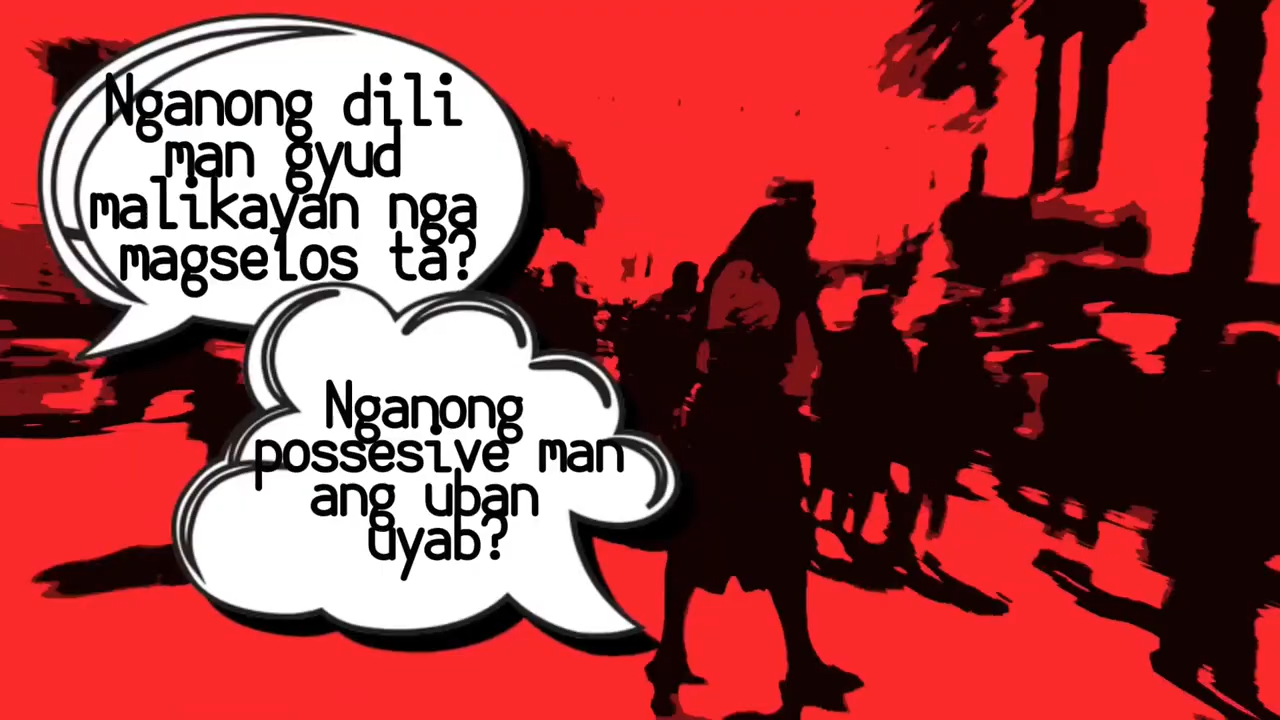 Nganong dili
man gyud
malikayan nga
magselos ta?
Nganong
possesive man
ang uban
uyab?